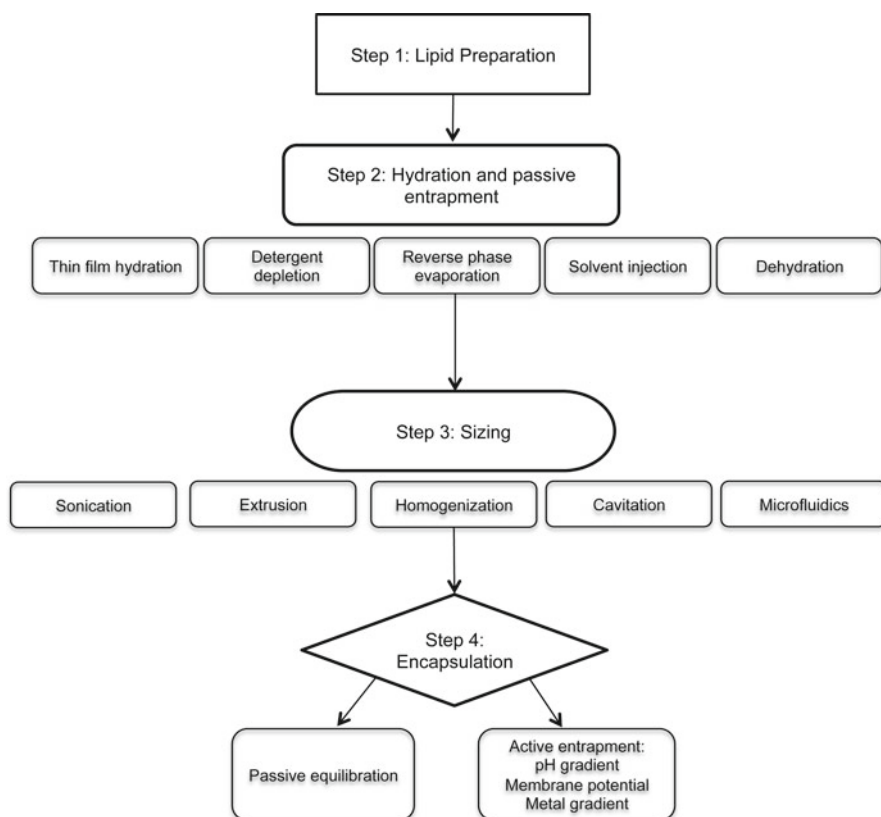 Step 1: Lipid Preparation
Step 2: Hydration and passive
entrapment
Thin film hydration
Detergent
depletion
Reverse phase
evaporation
Solvent injection
Dehydration
Step 3: Sizing
Sonication
Extrusion
Homogenization
Cavitation
Microfluidics
Step 4:
Encapsulation
Passive equilibration
Active entrapment:
pH gradient
Membrane potential
Metal gradient